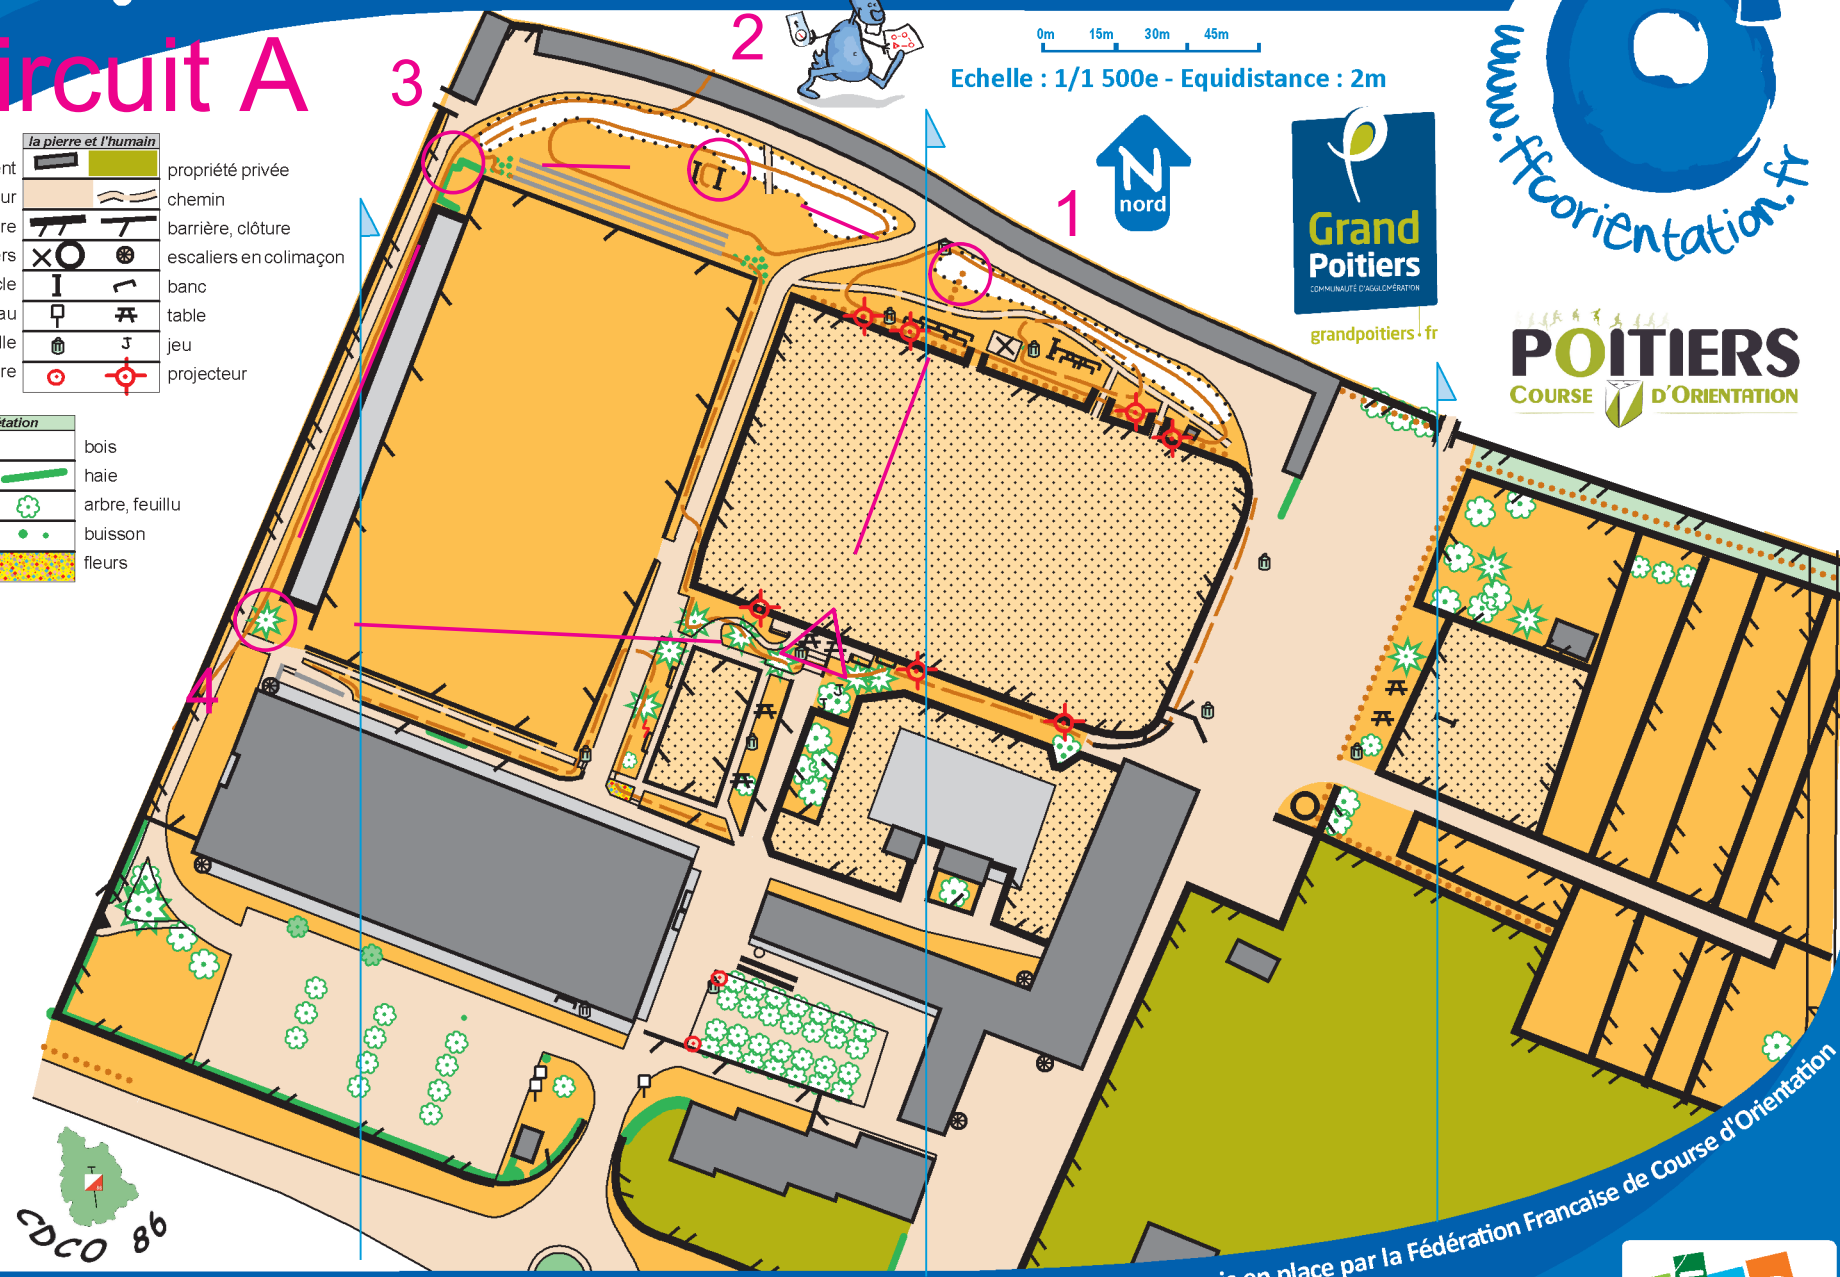 ircuit A
3
2
1
4
0m 15m 30m 45m
Echelle : 1/1 500e - Equidistance : 2m
N
nord
Grand
Poitiers
COMMUNAUTÉ D'AGGLOMÉRATION
grandpoitiers.fr
www.ffcorientation.fr
POITIERS
COURSE D'ORIENTATION
la pierre et l'humain
propriété privée
chemin
barrière, clôture
escaliers en colimaçon
banc
table
jeu
projecteur
bois
haie
arbre, feuillu
buisson
fleurs
CDCO 86
en place par la Fédération Francaise de Course d'Orientation